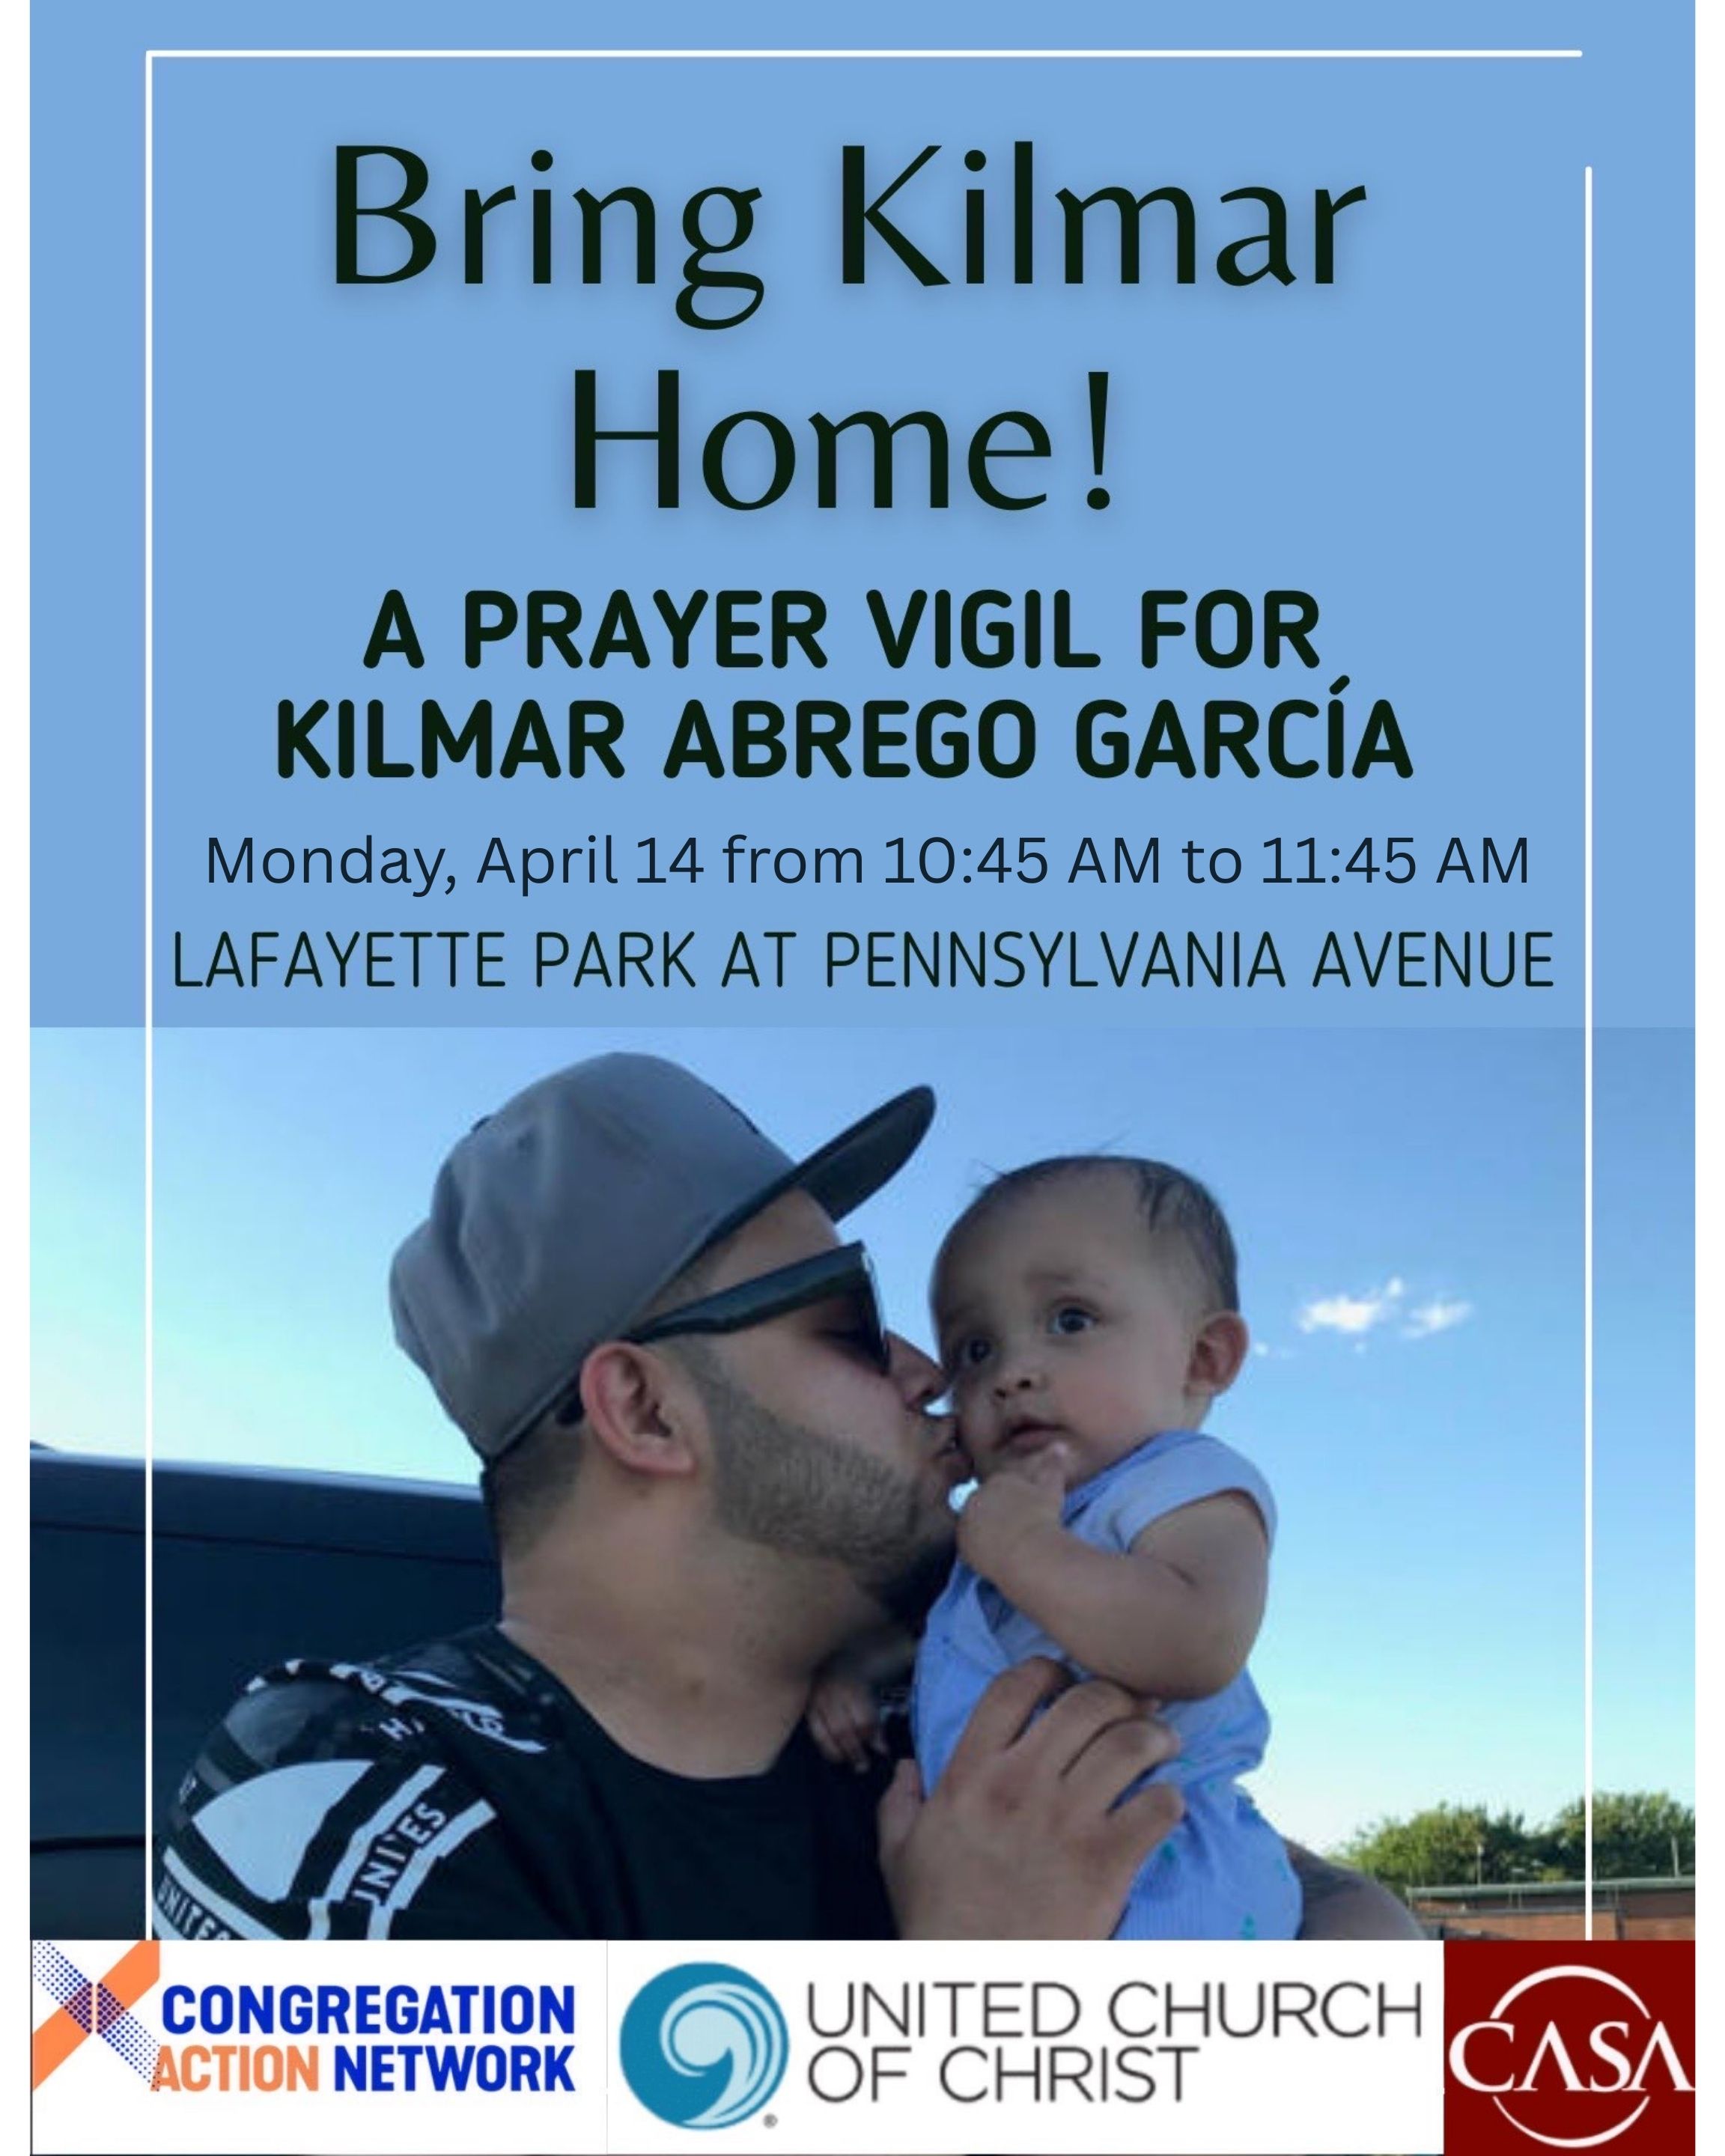 Bring Kilmar
Home!
A PRAYER VIGIL FOR
KILMAR ABREGO GARCÍA
Monday, April 14 from 10:45 AM to 11:45 AM
LAFAYETTE PARK AT PENNSYLVANIA AVENUE
UNITES
CONGREGATION
ACTION NETWORK
UNITED CHURCH
OF CHRIST
®
CASA